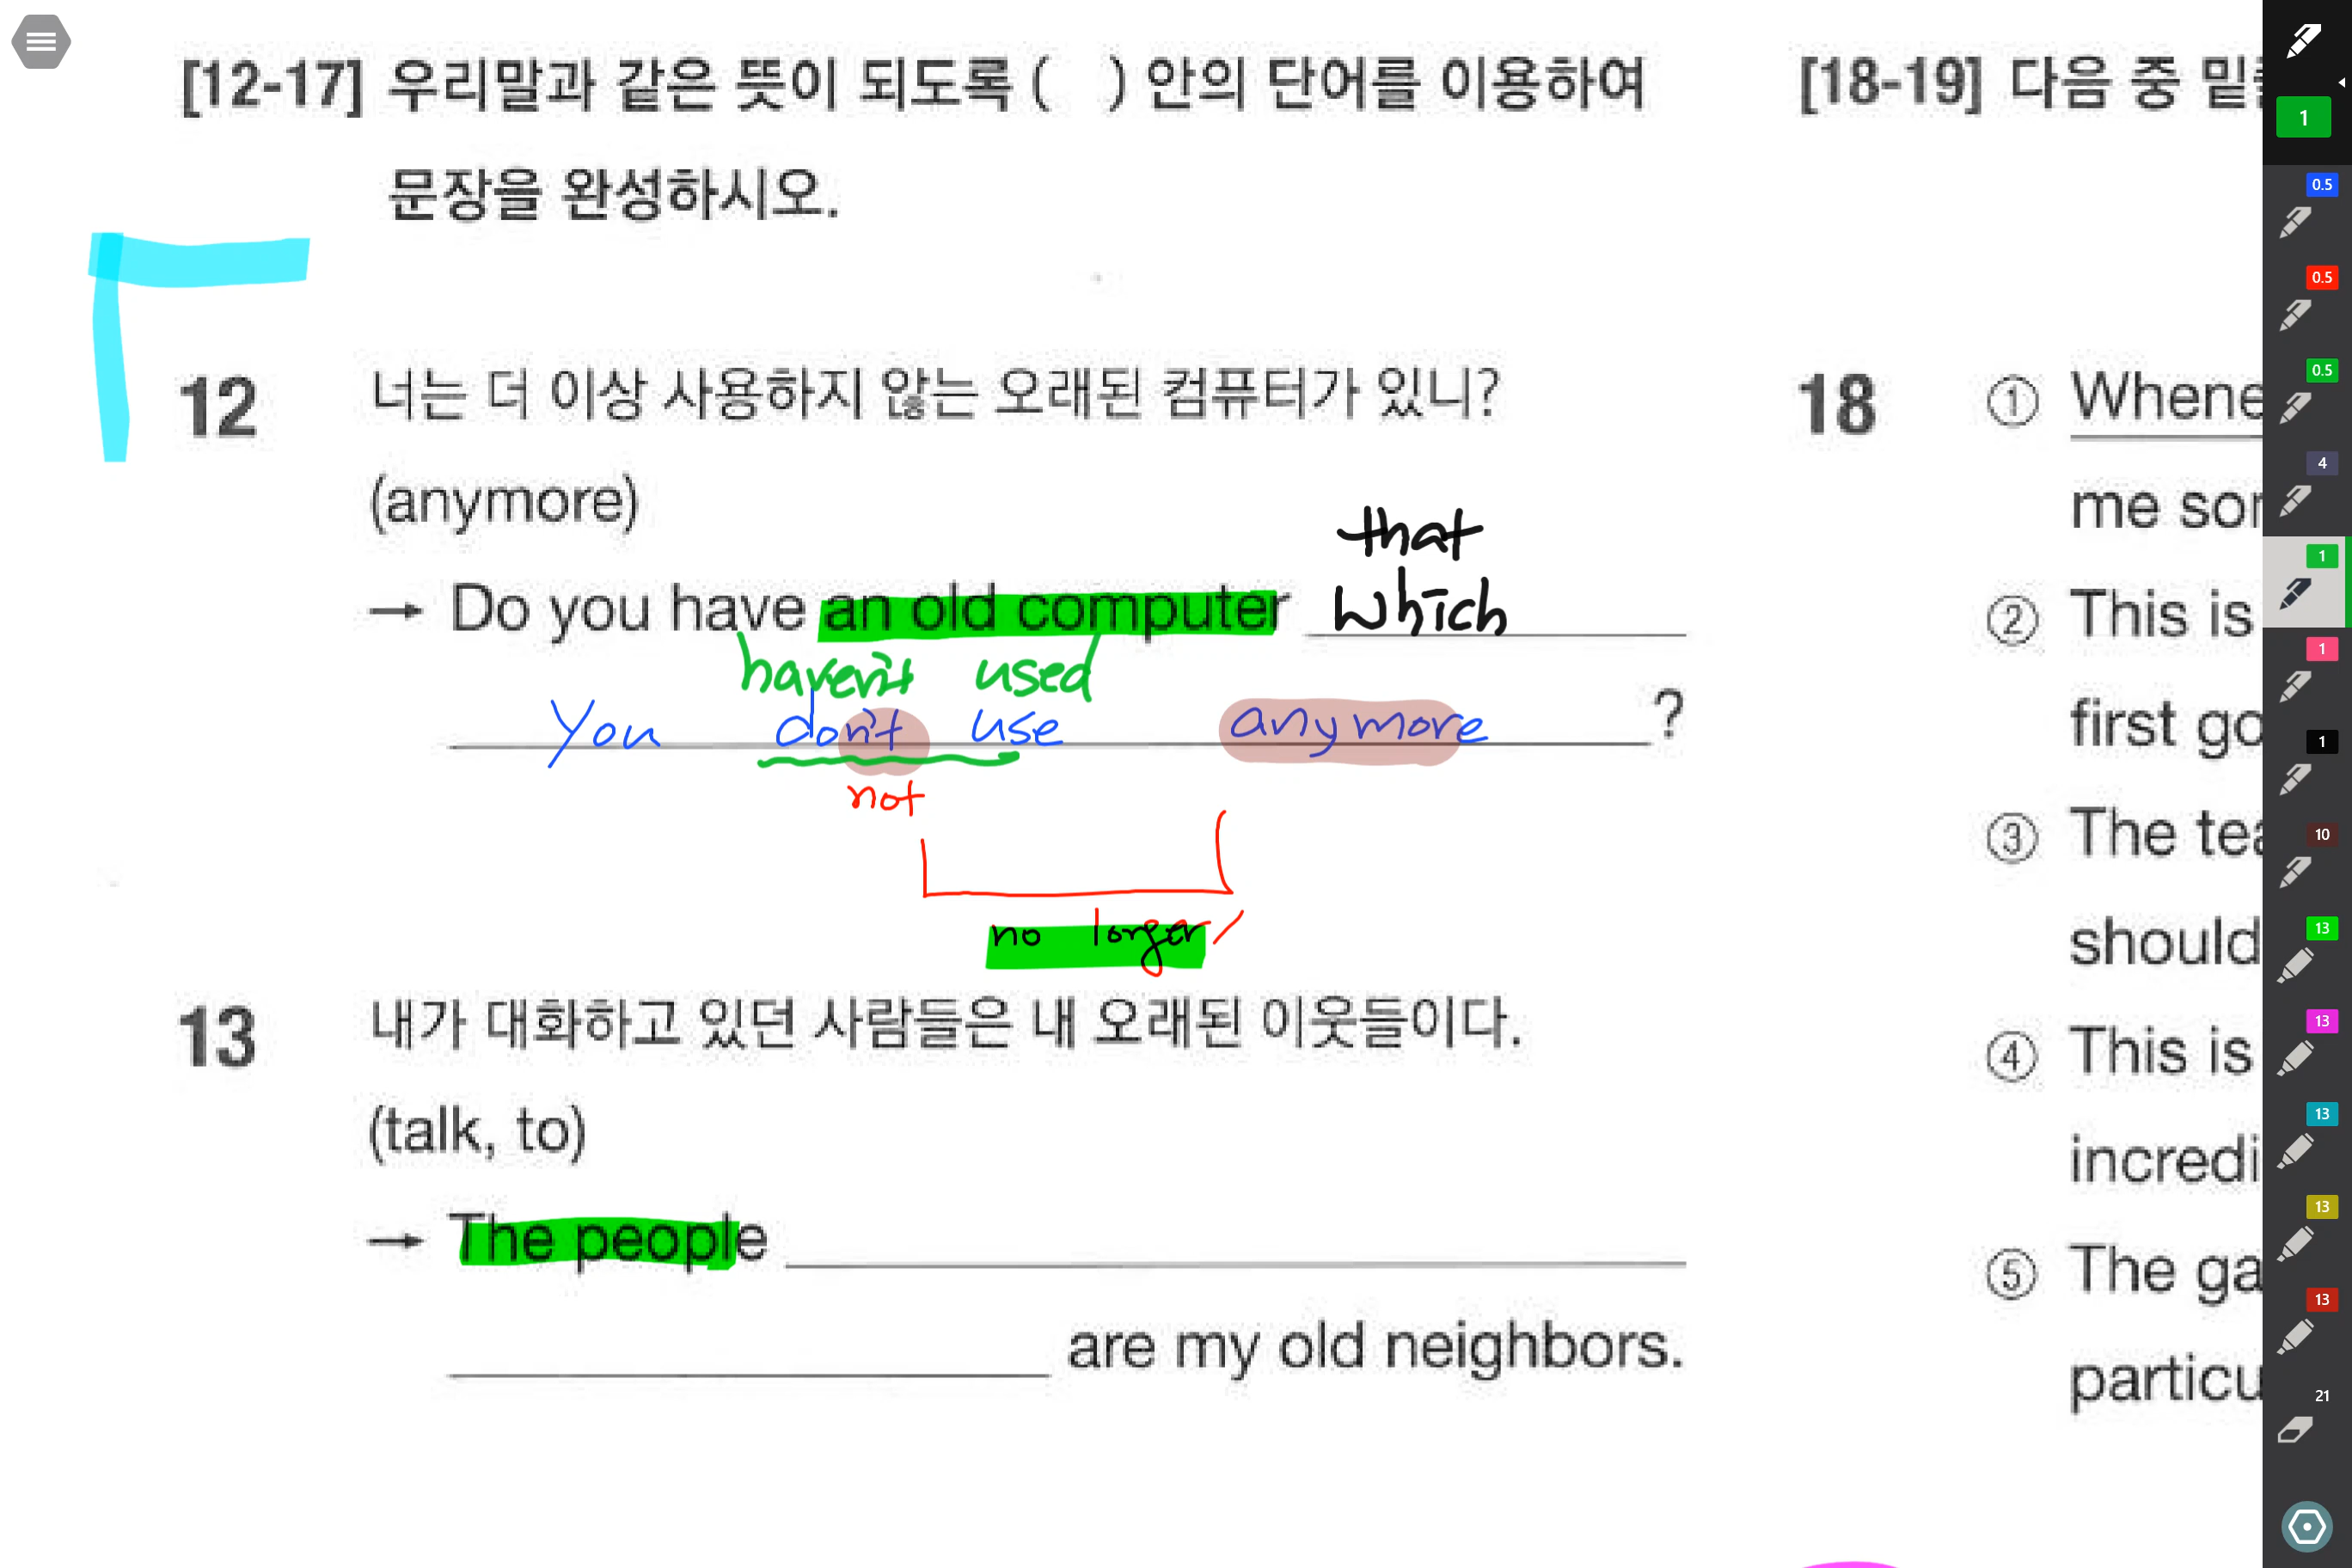 [12-17] 우리말과 같은 뜻이 되도록 ( ) 안의 단어를 이용하여
문장을 완성하시오.
12 너는 더 이상 사용하지 않는 오래된 컴퓨터가 있니?
(anymore)
that
→ Do you have an old computer which
haven't used
You don't use anymore ?
not
no longer
13 내가 대화하고 있던 사람들은 내 오래된 이웃들이다.
(talk, to)
→ The people
are my old neighbors.
[18-19] 다음 중 밑
18 ① Whene
me sor
② This is
first go
③ The tea
should
④ This is
incredi
⑤ The ga
particu
1
0.5
0.5
0.5
4
1
1
1
10
13
13
13
13
13
21